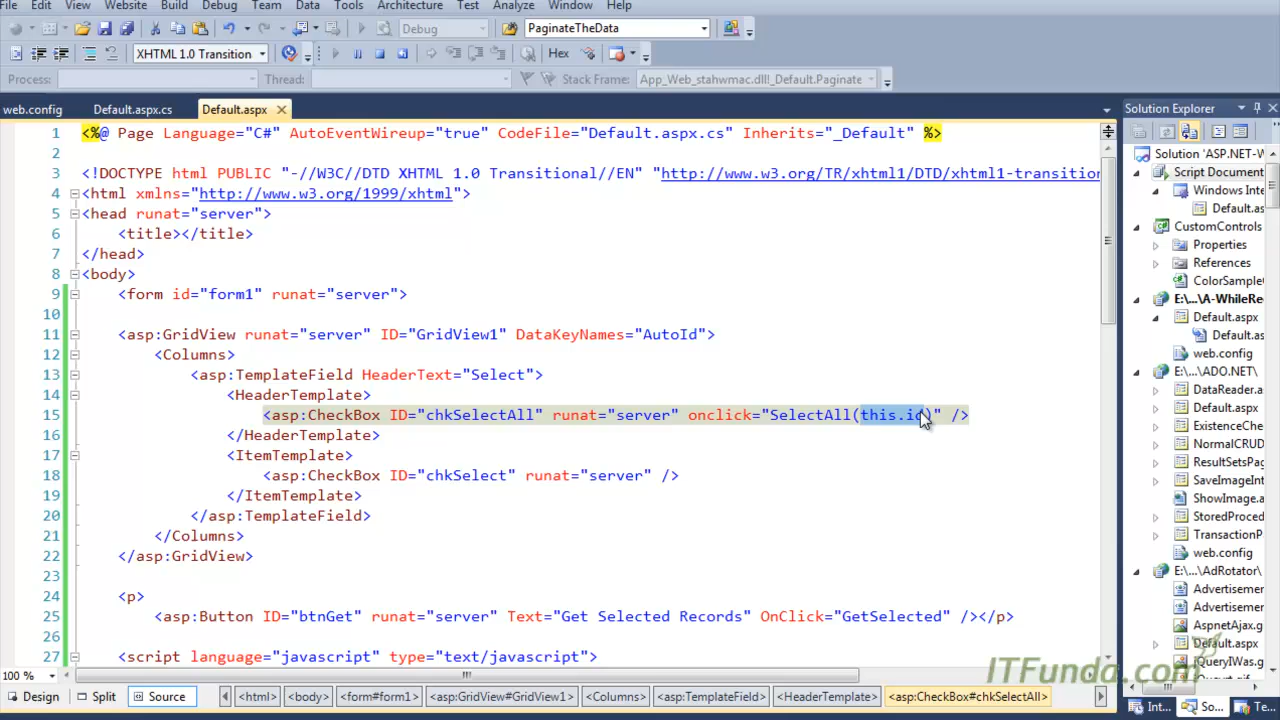 File Edit View Website Build Debug Team Data Tools Architecture Test Analyze Window Help
Debug PaginateTheData
XHTML 1.0 Transition Hex
Process: Thread: Stack Frame: App_Web_stahwmac.dll!_Default.Paginate
web.config Default.aspx.cs Default.aspx
1 <%@ Page Language="C#" AutoEventWireup="true" CodeFile="Default.aspx.cs" Inherits="_Default" %>
2
3 <!DOCTYPE html PUBLIC "-//W3C//DTD XHTML 1.0 Transitional//EN" "http://www.w3.org/TR/xhtml1/DTD/xhtml1-transition
4 <html xmlns="http://www.w3.org/1999/xhtml">
5 <head runat="server">
6 <title></title>
7 </head>
8 <body>
9 <form id="form1" runat="server">
10
11 <asp:GridView runat="server" ID="GridView1" DataKeyNames="AutoId">
12 <Columns>
13 <asp:TemplateField HeaderText="Select">
14 <HeaderTemplate>
15 <asp:CheckBox ID="chkSelectAll" runat="server" onclick="SelectAll(this.id)" />
16 </HeaderTemplate>
17 <ItemTemplate>
18 <asp:CheckBox ID="chkSelect" runat="server" />
19 </ItemTemplate>
20 </asp:TemplateField>
21 </Columns>
22 </asp:GridView>
23
24 <p>
25 <asp:Button ID="btnGet" runat="server" Text="Get Selected Records" OnClick="GetSelected" /></p>
26
27 <script language="javascript" type="text/javascript">
100 %
Design Split Source <html> <body> <form#form1> <asp:GridView#GridView1> <Columns> <asp:TemplateField> <HeaderTemplate> <asp:CheckBox#chkSelectAll>
Solution Explorer
Solution 'ASP.NET-W
Script Document
Windows Inte
Default.as
CustomControls
Properties
References
ColorSample
E:\...\A-WhileRe
Default.aspx
Default.as
web.config
E:\...\ADO.NET\
DataReader.a
Default.aspx
ExistenceChe
NormalCRUD
ResultSetsPag
SaveImageInt
ShowImage.a
StoredProced
TransactionP
web.config
E:\...\AdRotator\
Advertisemer
Advertisemer
AspnetAjax.g
Default.aspx
jQueryIWas.g
Int... So... Te...
ITFunda.com